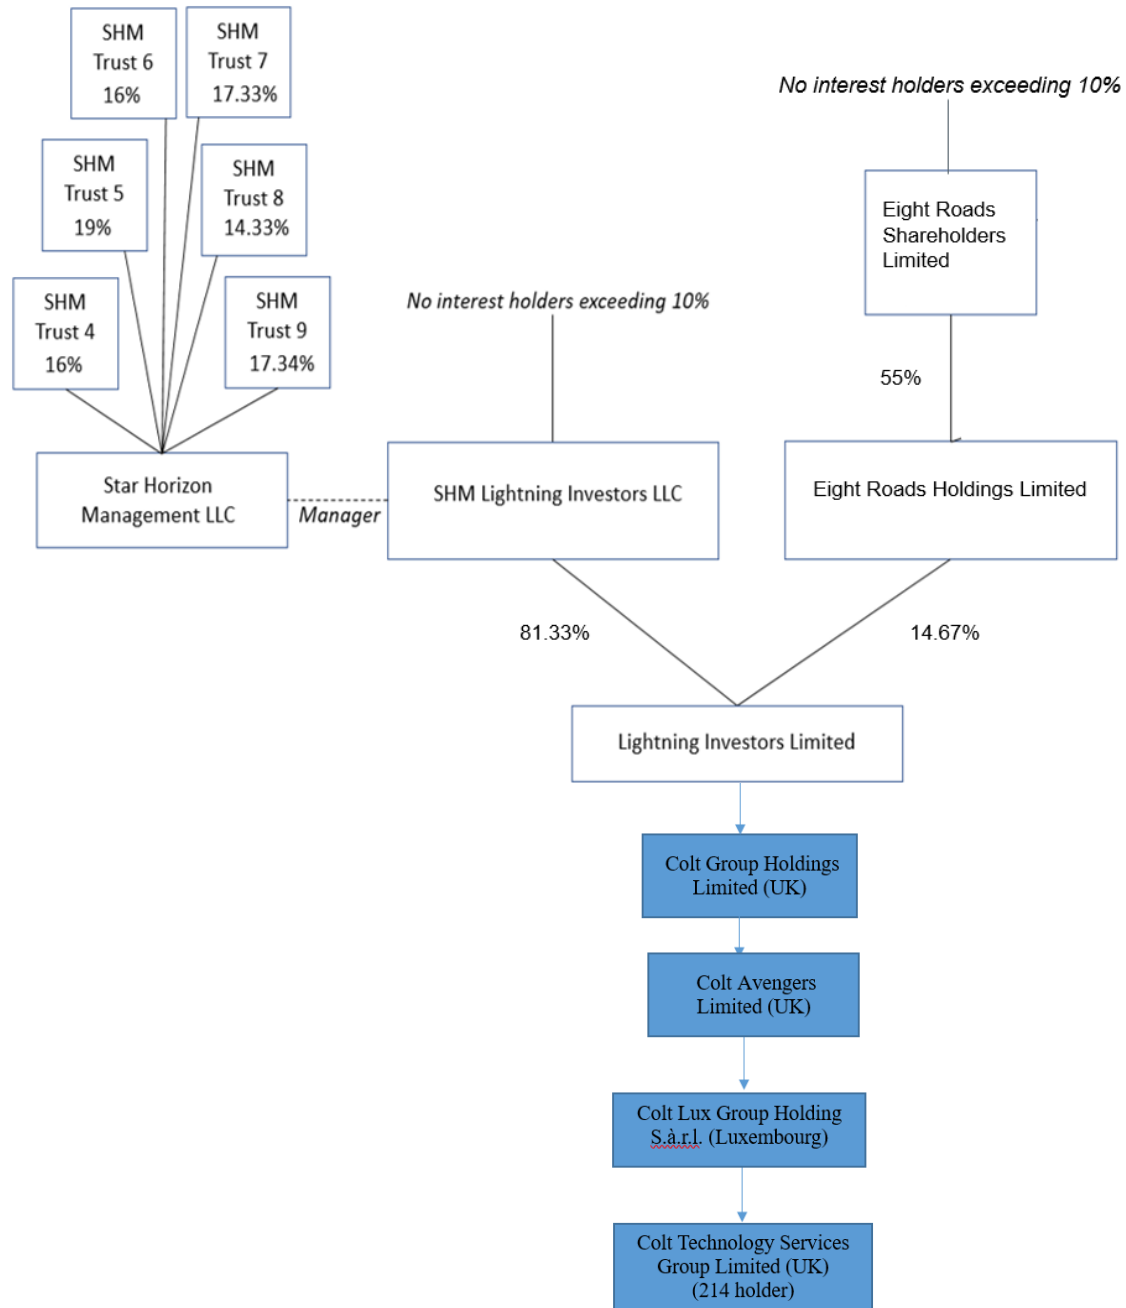 SHM
Trust 6
16%
SHM
Trust 7
17.33%
No interest holders exceeding 10%
SHM
Trust 5
19%
SHM
Trust 8
14.33%
Eight Roads
Shareholders
Limited
SHM
Trust 4
16%
SHM
Trust 9
17.34%
No interest holders exceeding 10%
55%
Star Horizon
Management LLC
Manager
SHM Lightning Investors LLC
Eight Roads Holdings Limited
81.33%
14.67%
Lightning Investors Limited
Colt Group Holdings
Limited (UK)
Colt Avengers
Limited (UK)
Colt Lux Group Holding
S.à.r.l. (Luxembourg)
Colt Technology Services
Group Limited (UK)
(214 holder)